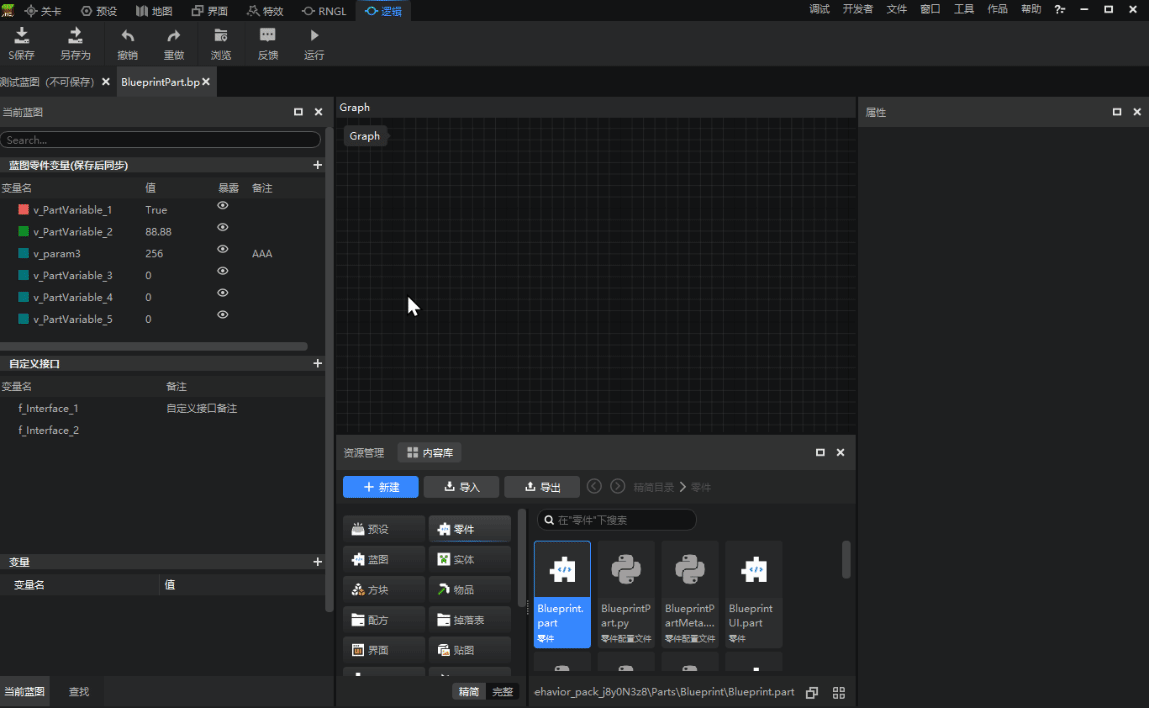 关卡 预设 地图 界面 特效 RNGL 逻辑 调试 开发者 文件 窗口 工具 作品 帮助 ?
S保存 另存为 撤销 重做 浏览 反馈 运行
测试蓝图（不可保存） × BlueprintPart.bp ×
当前蓝图
Search...
蓝图零件变量(保存后同步) +
变量名 值 暴露 备注
v_PartVariable_1 True
v_PartVariable_2 88.88
v_param3 256 AAA
v_PartVariable_3 0
v_PartVariable_4 0
v_PartVariable_5 0
自定义接口 +
变量名 备注
f_Interface_1 自定义接口备注
f_Interface_2
变量 +
变量名 值
当前蓝图 查找
Graph
Graph
资源管理 内容库
+ 新建 导入 导出 精简目录 > 零件
预设 零件
蓝图 实体
方块 物品
配方 掉落表
界面 贴图
精简 完整
在"零件"下搜索
Blueprint.
part
零件
BlueprintP
art.py
零件配置文件
BlueprintP
artMeta....
零件配置文件
Blueprint
UI.part
零件
ehavior_pack_j8y0N3z8\Parts\Blueprint\Blueprint.part
属性